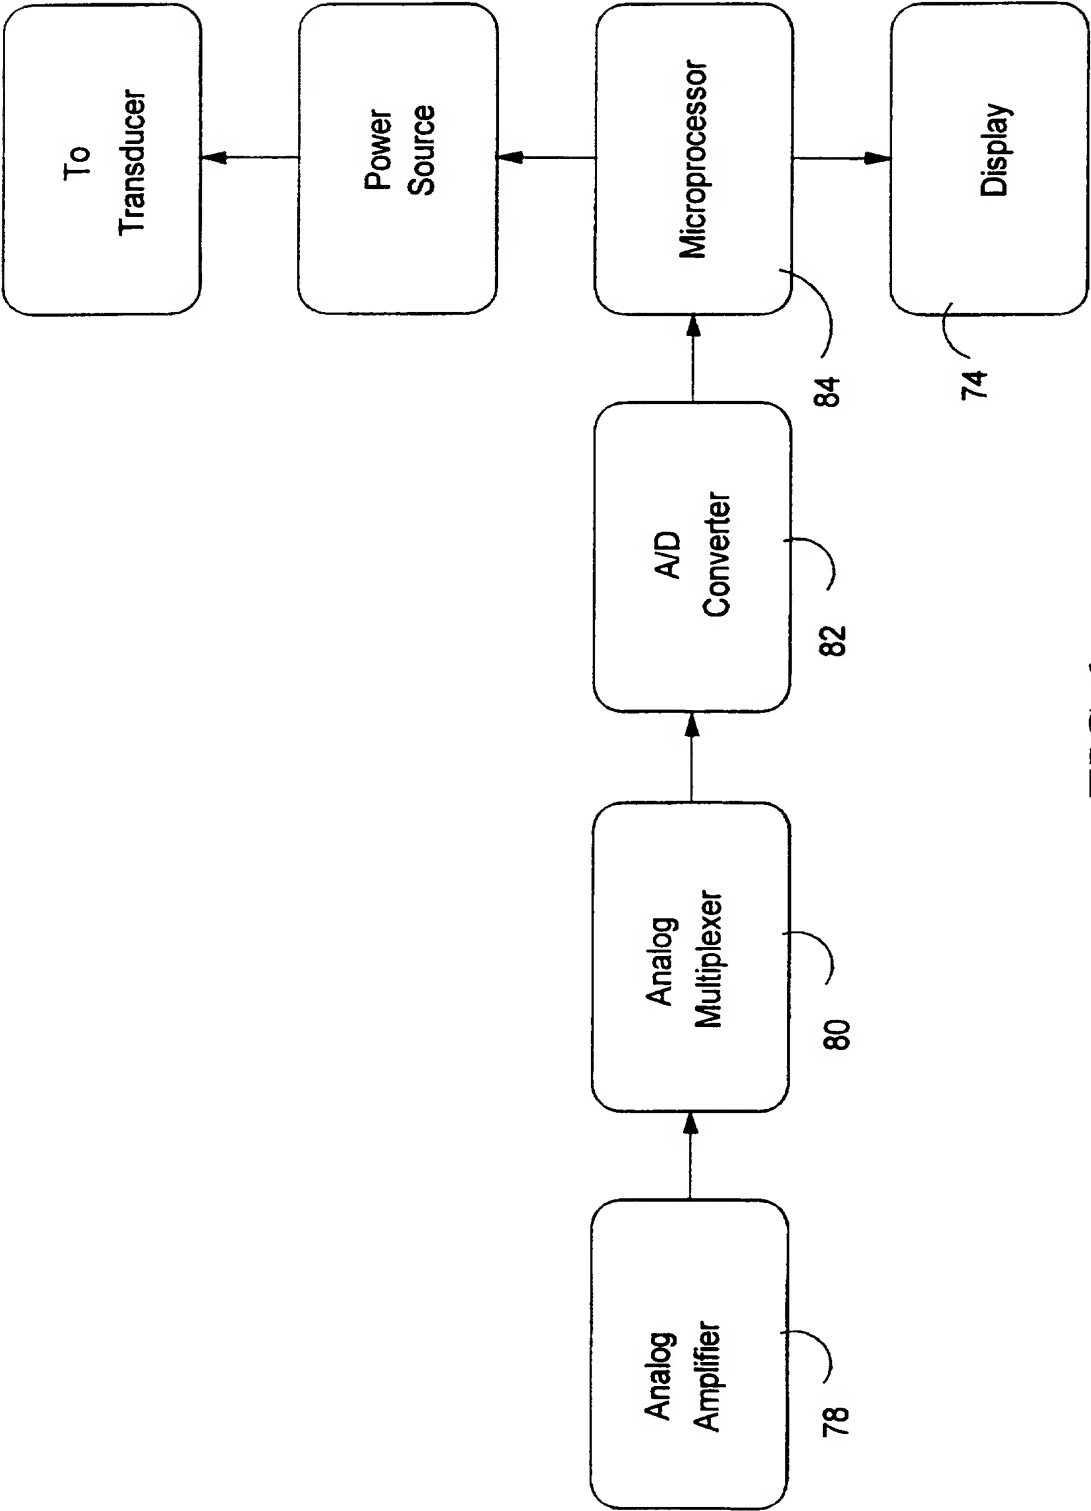 Analog
Amplifier
78
Analog
Multiplexer
80
A/D
Converter
82
To
Transducer
Power
Source
Microprocessor
84
Display
74